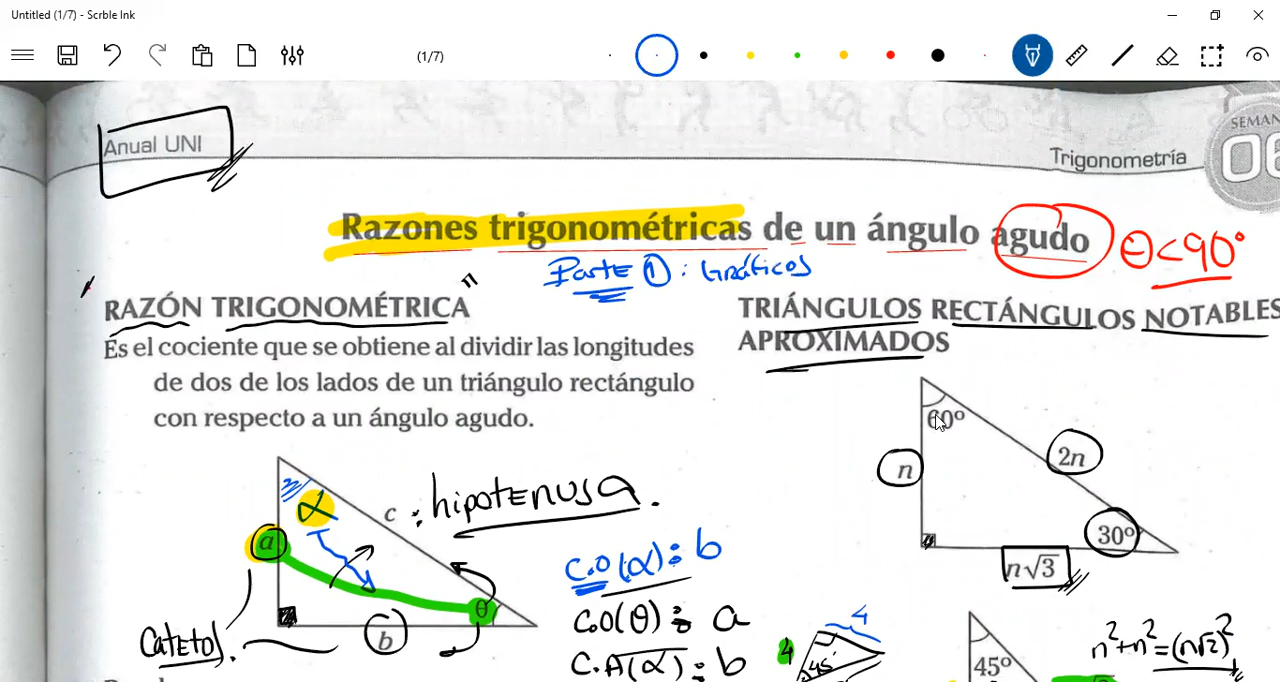 Untitled (1/7) - Scrble Ink
(1/7)
Anual UNI
Trigonometría
SEMAN
06
Razones trigonométricas de un ángulo agudo
θ<90°
Parte ① : Gráficos
RAZÓN TRIGONOMÉTRICA
Es el cociente que se obtiene al dividir las longitudes
de dos de los lados de un triángulo rectángulo
con respecto a un ángulo agudo.
α
c : hipotenusa.
a
θ
b
Catetos.
C.O(α) : b
C.O(θ) : a
C.A(α) : b
TRIÁNGULOS RECTÁNGULOS NOTABLES
APROXIMADOS
60°
n
2n
30°
n√3
4
4
45°
45°
n²+n²=(n√2)²